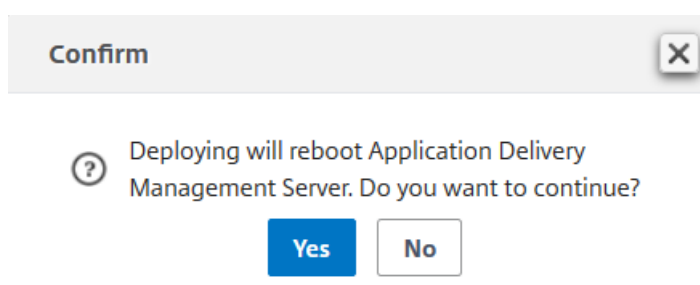 Confirm
Deploying will reboot Application Delivery
Management Server. Do you want to continue?
Yes No